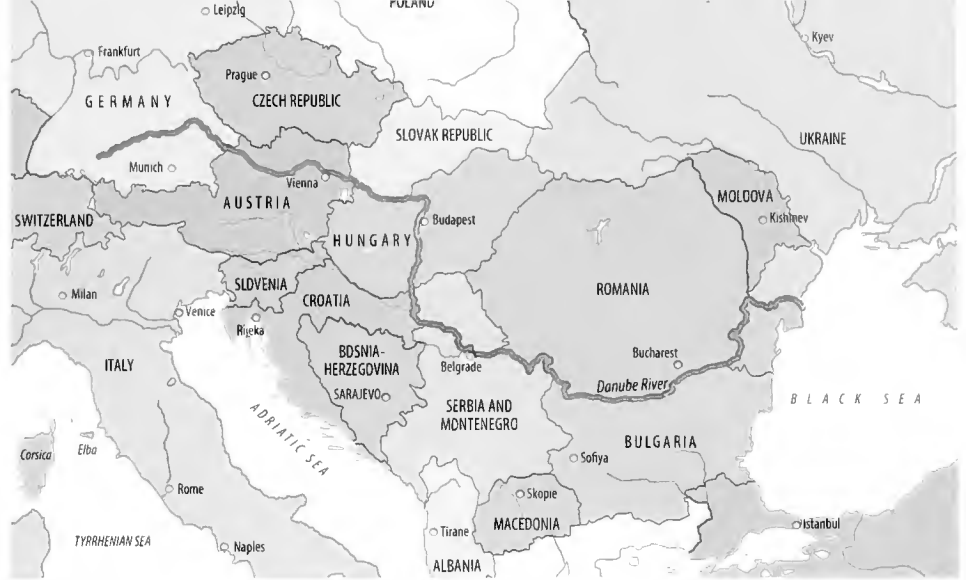 POLAND
Leipzig
Kyev
Frankfurt
Prague
GERMANY
CZECH REPUBLIC
SLOVAK REPUBLIC
UKRAINE
Munich
Vienna
MOLDOVA
AUSTRIA
SWITZERLAND
Budapest
Kishinev
HUNGARY
SLOVENIA
Milan
CROATIA
ROMANIA
Venice
Rijeka
BOSNIA-
HERZEGOVINA
Bucharest
ITALY
Belgrade
Danube River
SARAJEVO
BLACK SEA
SERBIA AND
MONTENEGRO
ADRIATIC SEA
BULGARIA
Corsica
Elba
Sofiya
Rome
Skopie
MACEDONIA
Istanbul
Tirane
TYRRHENIAN SEA
Naples
ALBANIA